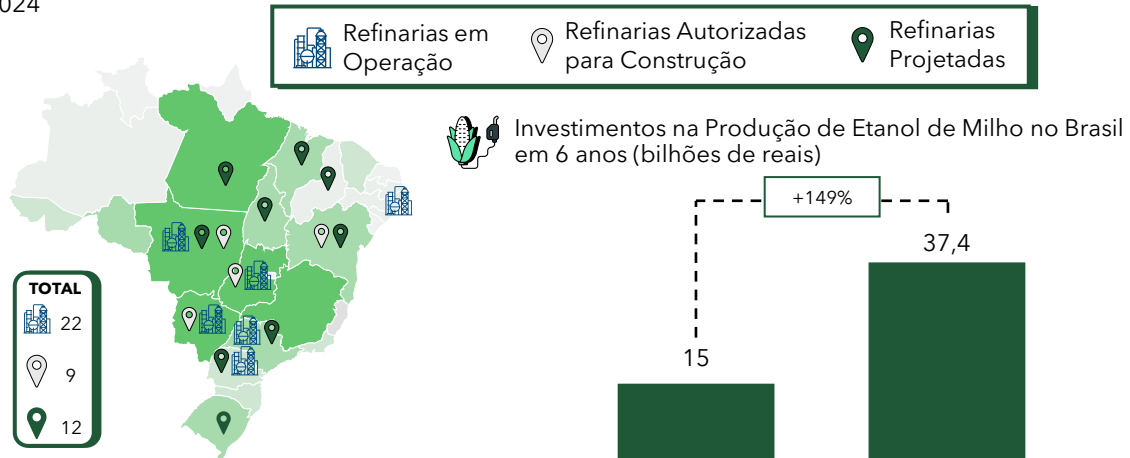 Refinarias em
Operação
Refinarias Autorizadas
para Construção
Refinarias
Projetadas
Investimentos na Produção de Etanol de Milho no Brasil
em 6 anos (bilhões de reais)
+149%
37,4
15
TOTAL
22
9
12